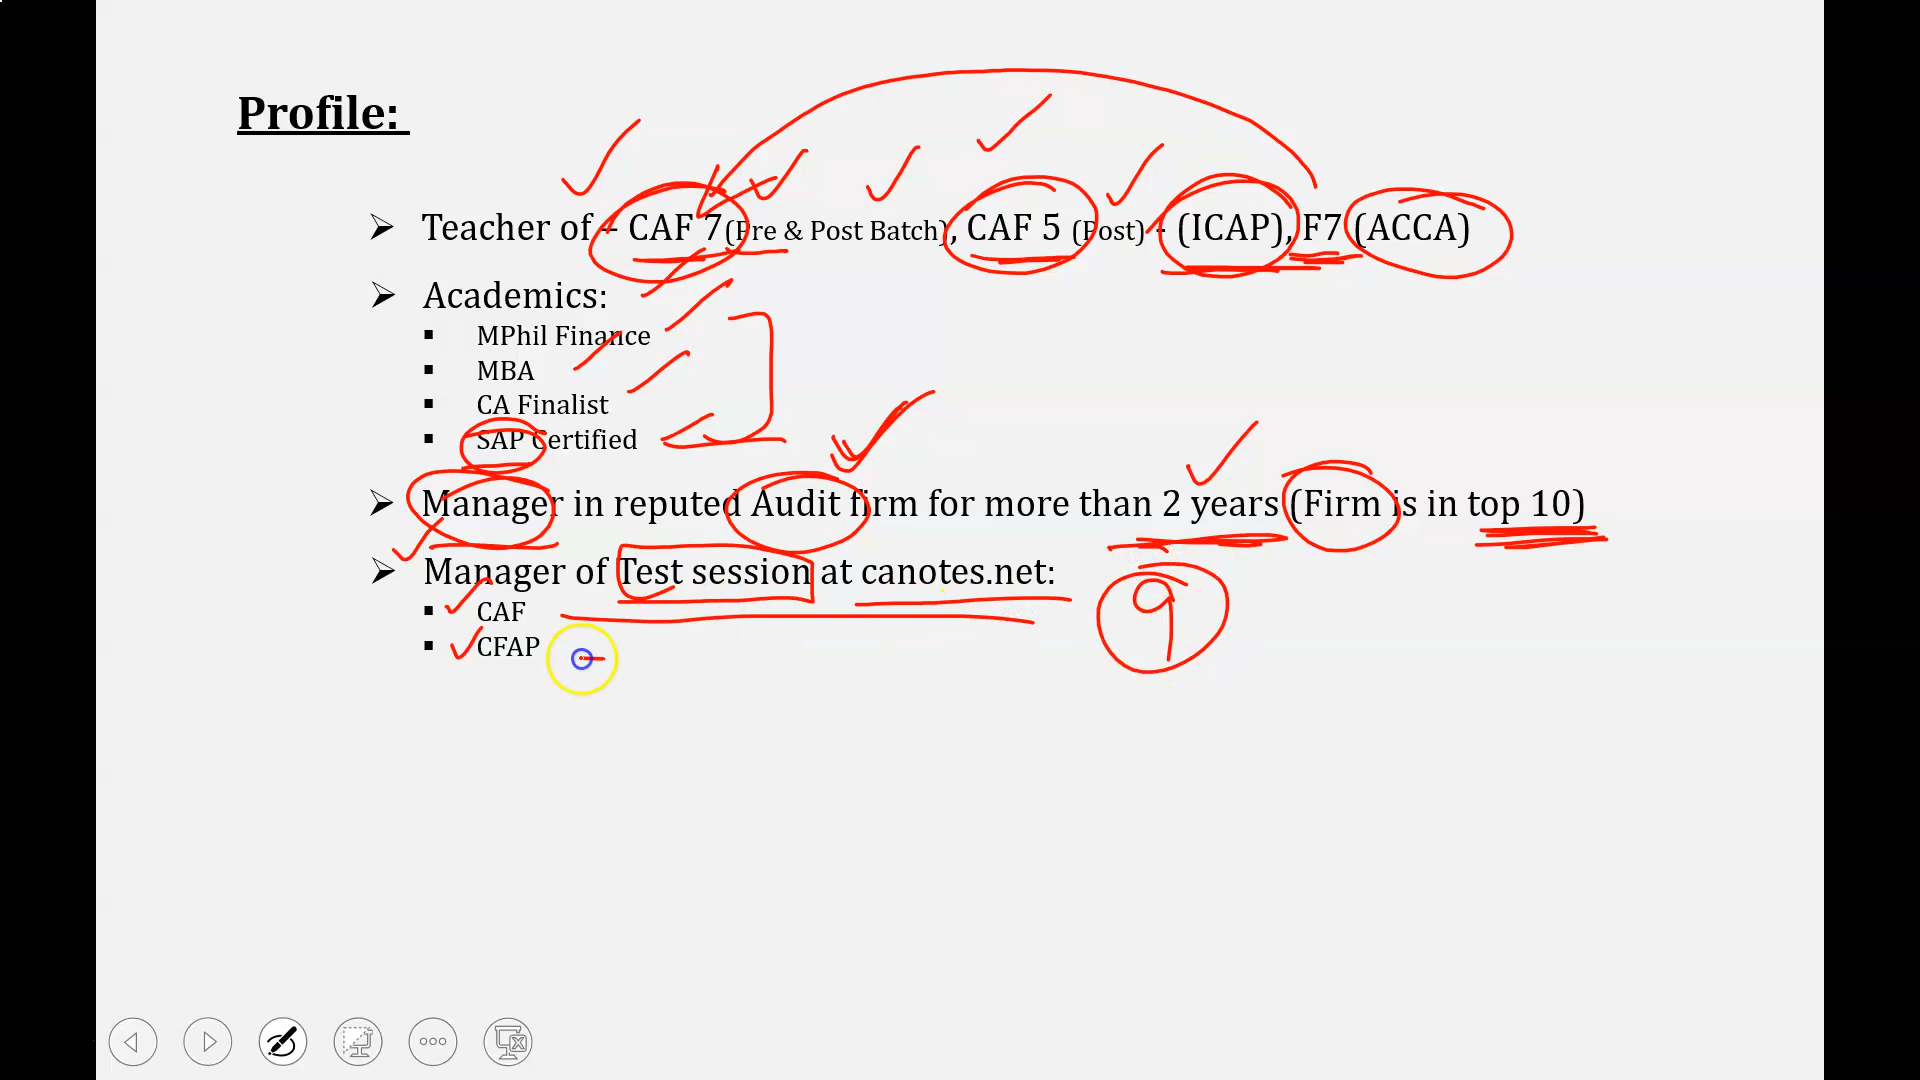 Profile:
➢ Teacher of – CAF 7 (Pre & Post Batch), CAF 5 (Post) - (ICAP), F7 (ACCA)
➢ Academics:
▪ MPhil Finance
▪ MBA
▪ CA Finalist
▪ SAP Certified
➢ Manager in reputed Audit firm for more than 2 years (Firm is in top 10)
➢ Manager of Test session at canotes.net:
9
▪ CAF
▪ CFAP